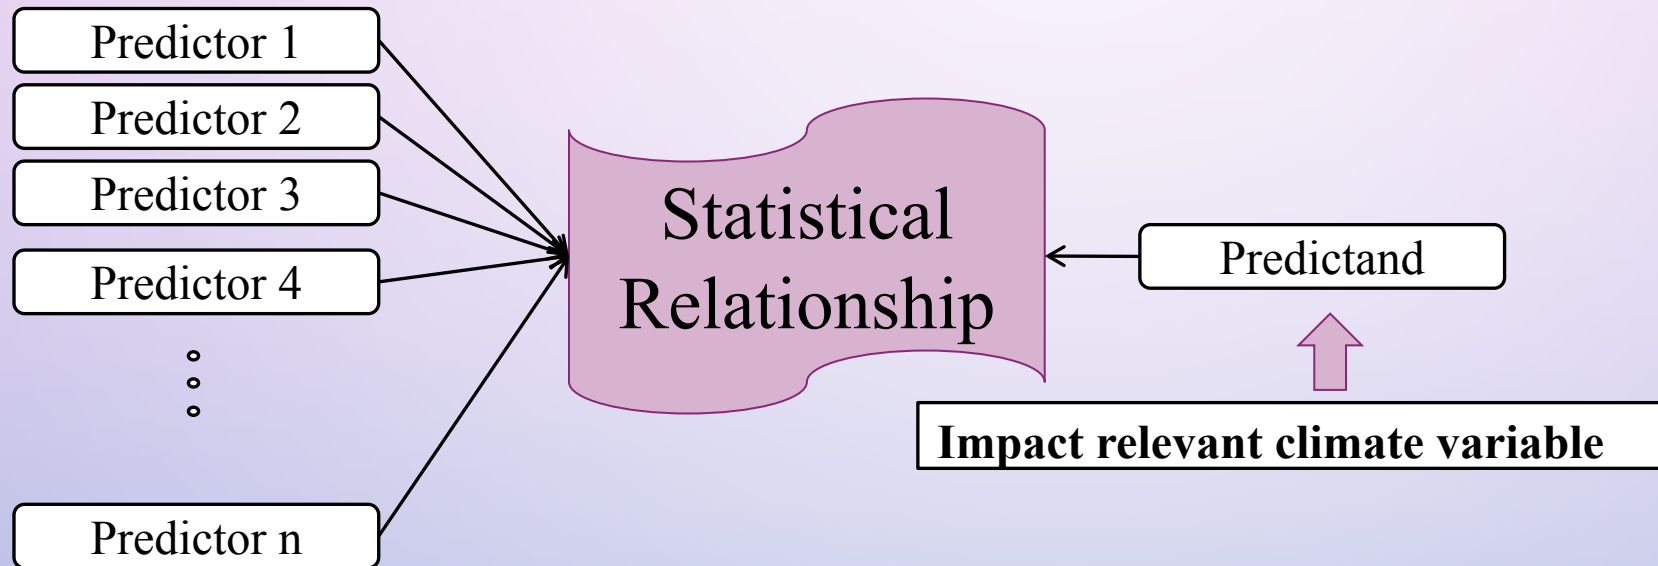 Predictor 1
Predictor 2
Predictor 3
Predictor 4
Predictor n
Statistical
Relationship
Predictand
Impact relevant climate variable